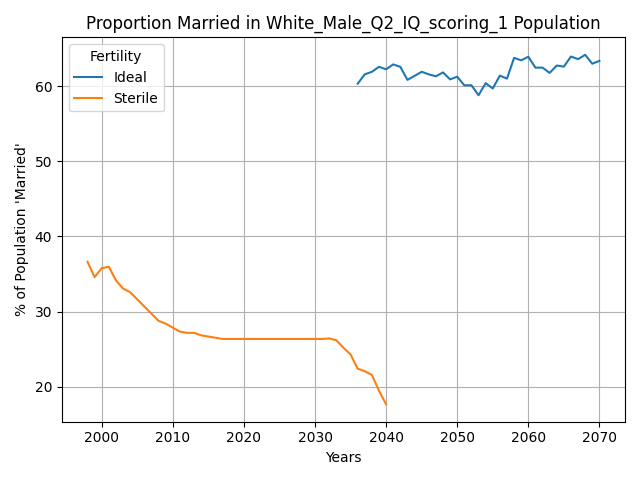 Proportion Married in White_Male_Q2_IQ_scoring_1 Population
Fertility
Ideal
Sterile
% of Population 'Married'
60
50
40
30
20
2000 2010 2020 2030 2040 2050 2060 2070
Years